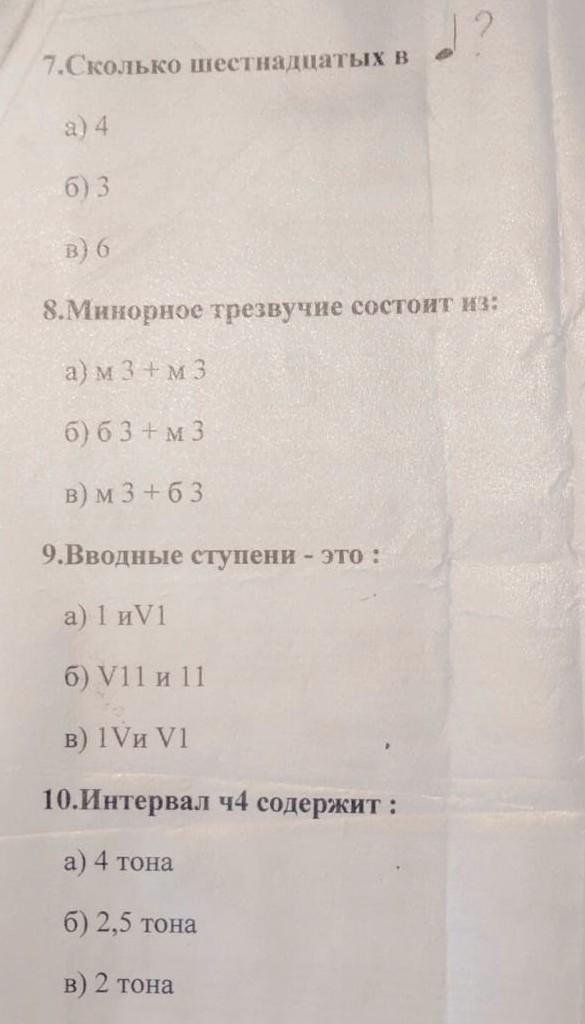 7.Сколько шестнадцатых в ♩?
а) 4
б) 3
в) 6
8.Минорное трезвучие состоит из:
а) м 3 + м 3
б) б 3 + м 3
в) м 3 + б 3
9.Вводные ступени - это :
а) 1 иV1
б) V11 и 11
в) 1Vи V1
10.Интервал ч4 содержит :
а) 4 тона
б) 2,5 тона
в) 2 тона